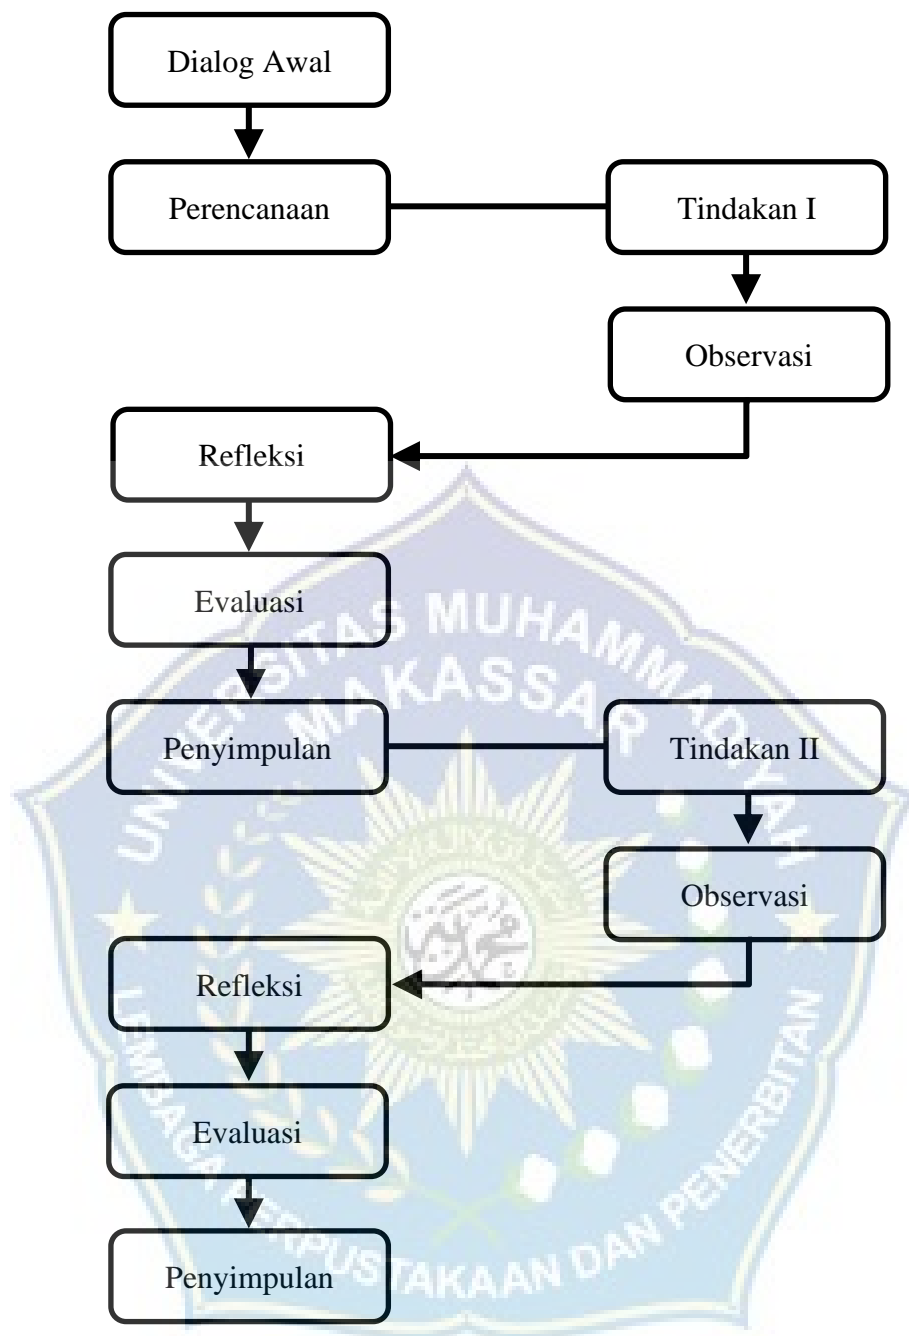 Dialog Awal
Perencanaan
Tindakan I
Observasi
Refleksi
Evaluasi
Penyimpulan
Tindakan II
Observasi
Refleksi
Evaluasi
Penyimpulan
UNIVERSITAS MUHAMMADIYAH
MAKASSAR
LEMBAGA PERPUSTAKAAN DAN PENERBITAN